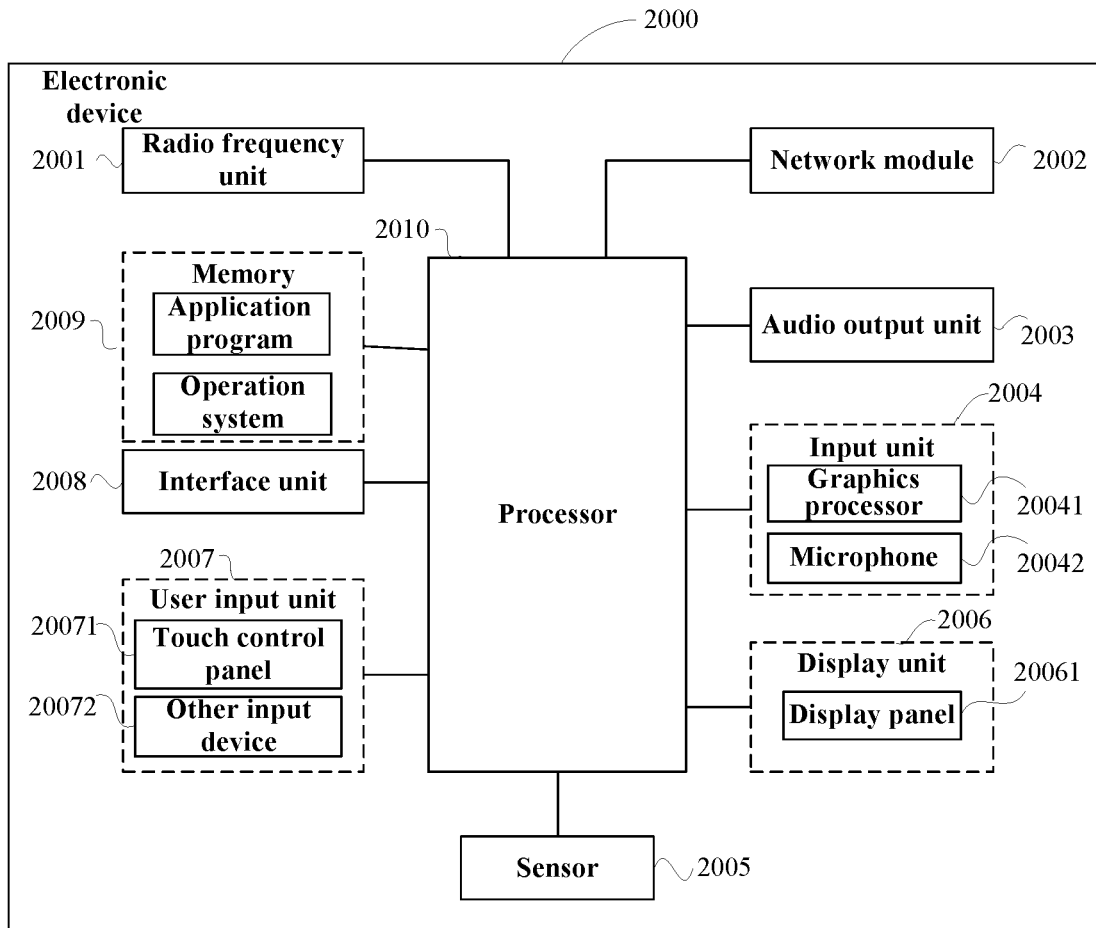 2000
Electronic
device
2001
Radio frequency
unit
Network module
2002
2010
Memory
Application
program
Operation
system
2009
Audio output unit
2003
2004
Input unit
Graphics
processor
20041
Microphone
20042
2008
Interface unit
Processor
2007
User input unit
20071
Touch control
panel
20072
Other input
device
2006
Display unit
20061
Display panel
Sensor
2005